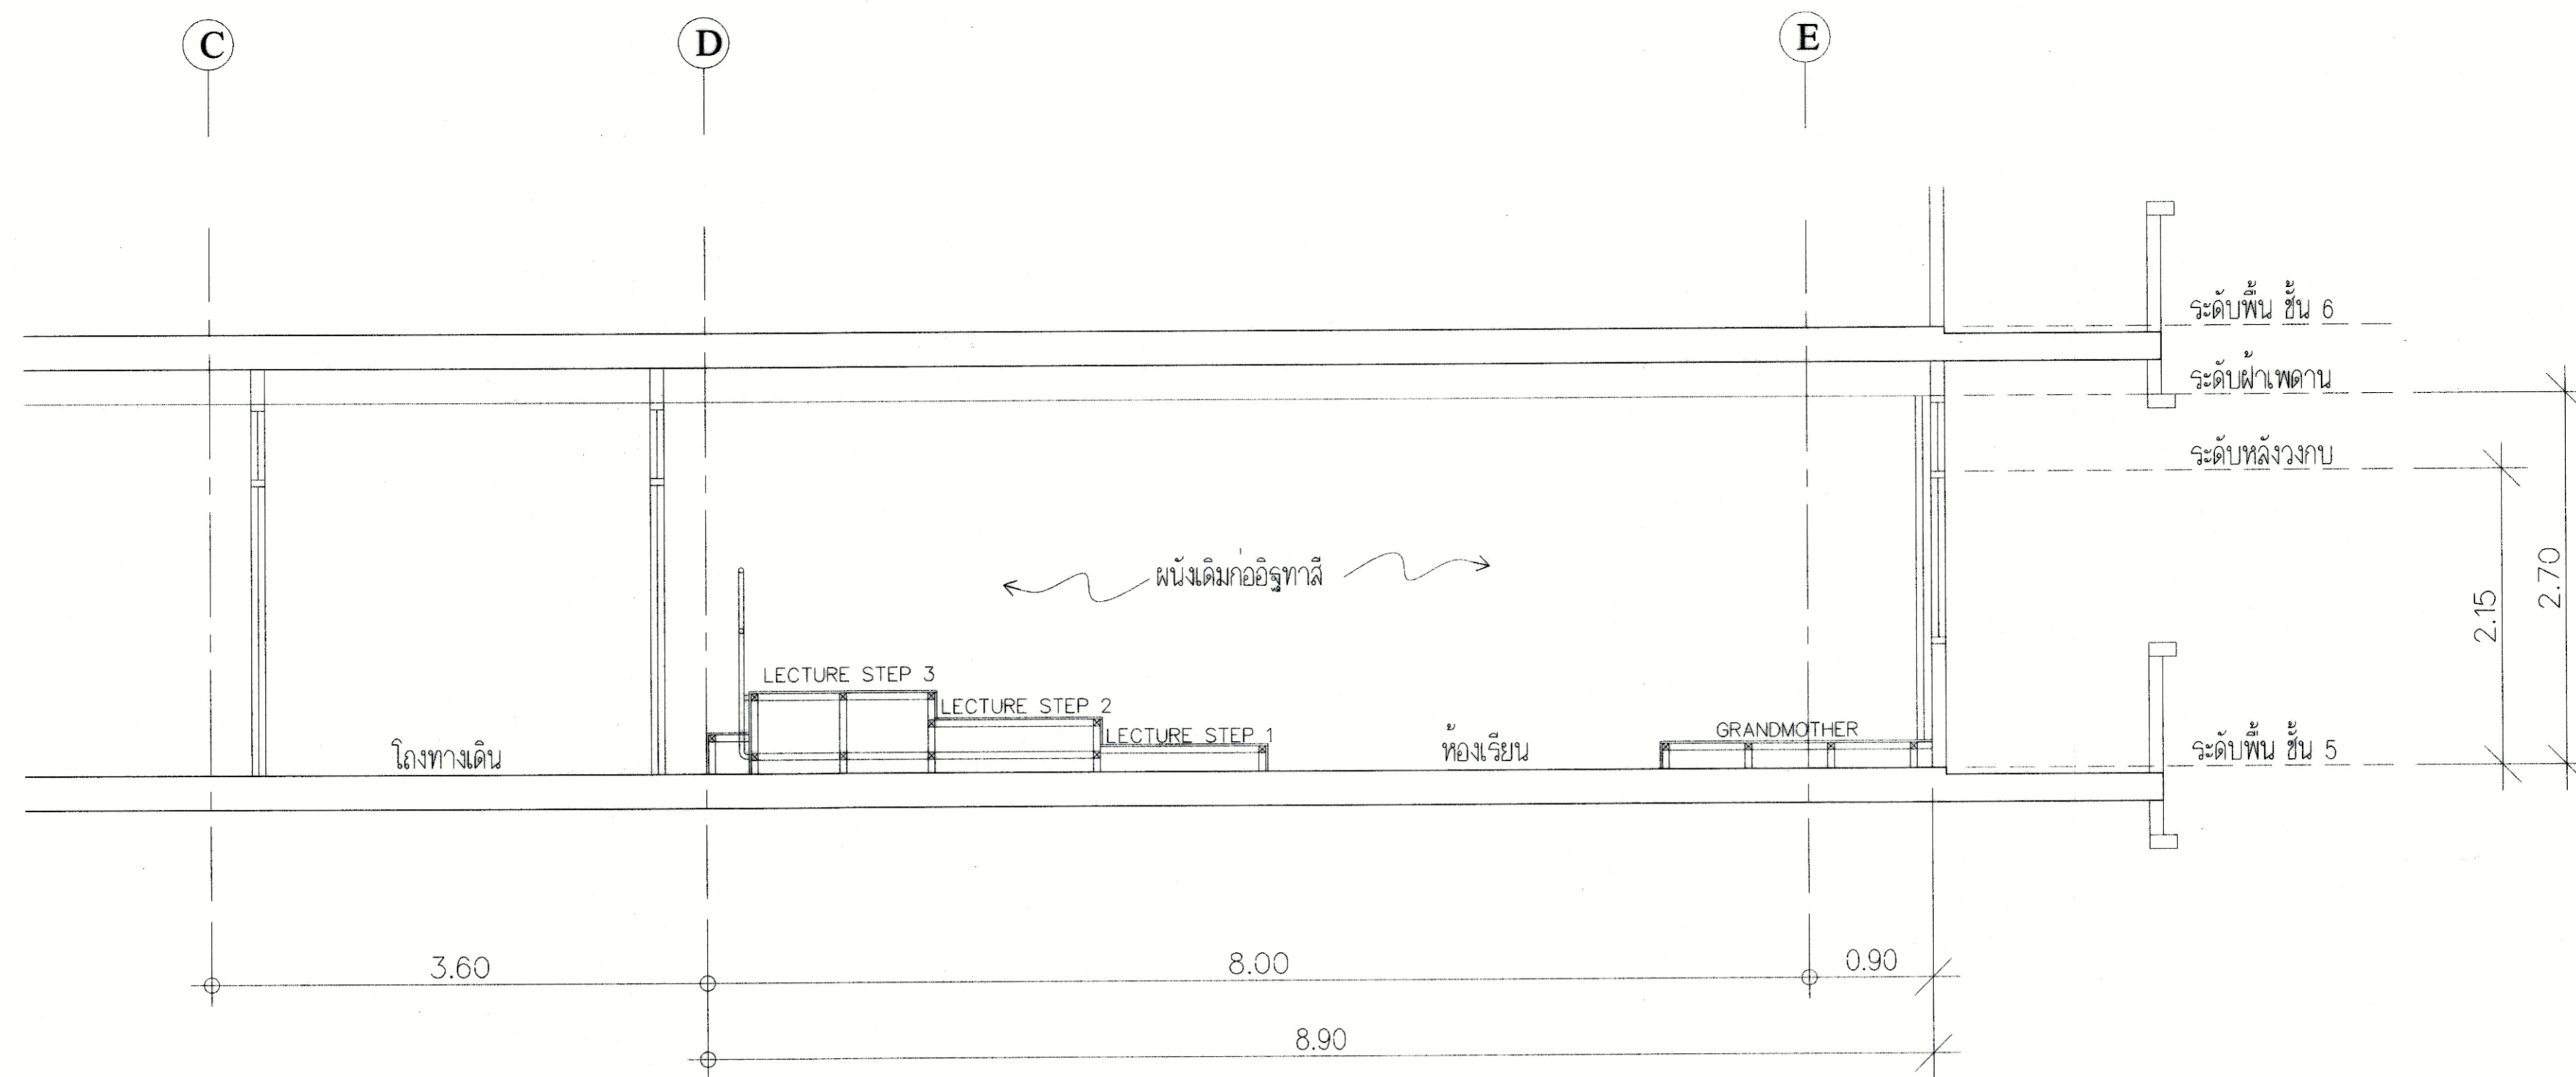 C
D
E
ระดับพื้น ชั้น 6
ระดับฝ้าเพดาน
ระดับหลังวงกบ
ผนังเดิมก่ออิฐทาสี
2.15
2.70
LECTURE STEP 3
LECTURE STEP 2
LECTURE STEP 1
GRANDMOTHER
โถงทางเดิน
ห้องเรียน
ระดับพื้น ชั้น 5
3.60
8.00
0.90
8.90